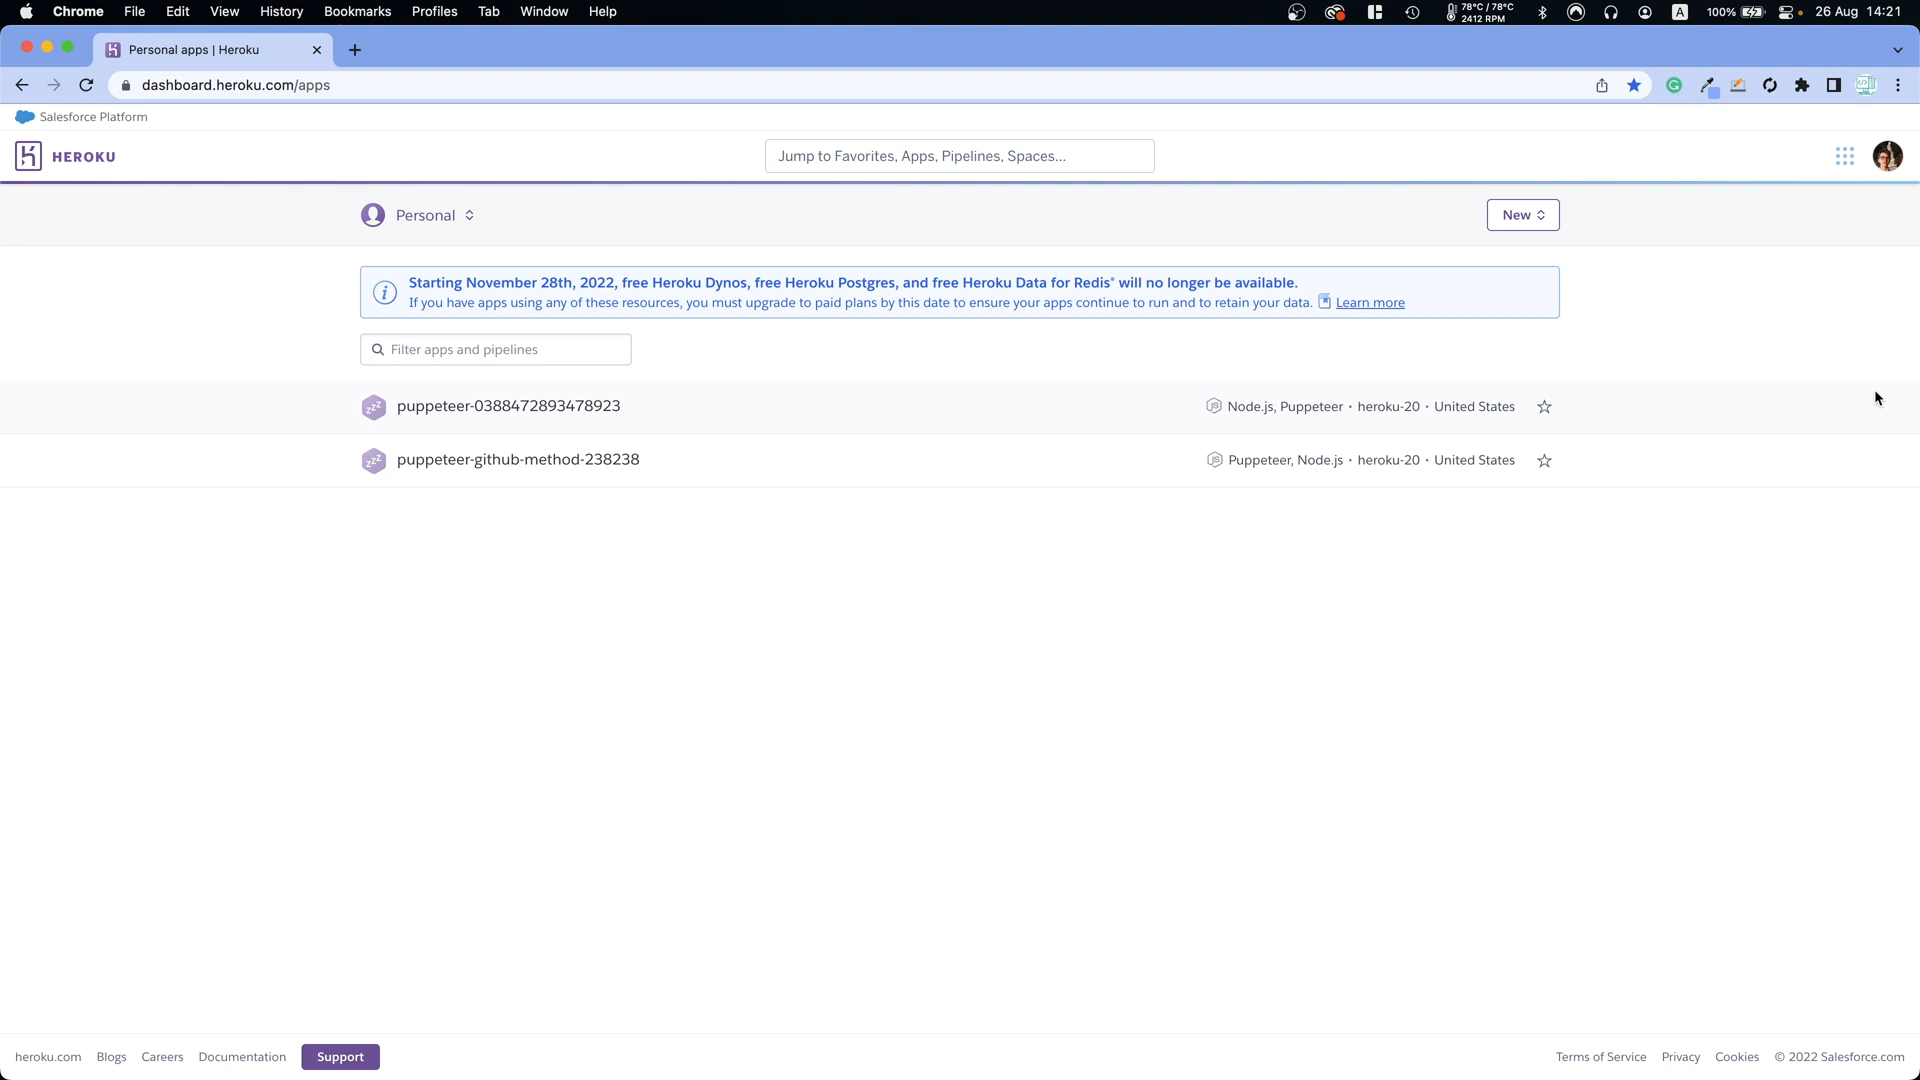 Chrome File Edit View History Bookmarks Profiles Tab Window Help
78°C / 78°C
2412 RPM
A
100%
26 Aug 14:21
Personal apps | Heroku
dashboard.heroku.com/apps
Salesforce Platform
HEROKU
Jump to Favorites, Apps, Pipelines, Spaces...
Personal
New
Starting November 28th, 2022, free Heroku Dynos, free Heroku Postgres, and free Heroku Data for Redis® will no longer be available.
If you have apps using any of these resources, you must upgrade to paid plans by this date to ensure your apps continue to run and to retain your data. Learn more
Filter apps and pipelines
puppeteer-0388472893478923
Node.js, Puppeteer · heroku-20 · United States
puppeteer-github-method-238238
Puppeteer, Node.js · heroku-20 · United States
heroku.com Blogs Careers Documentation Support
Terms of Service Privacy Cookies © 2022 Salesforce.com